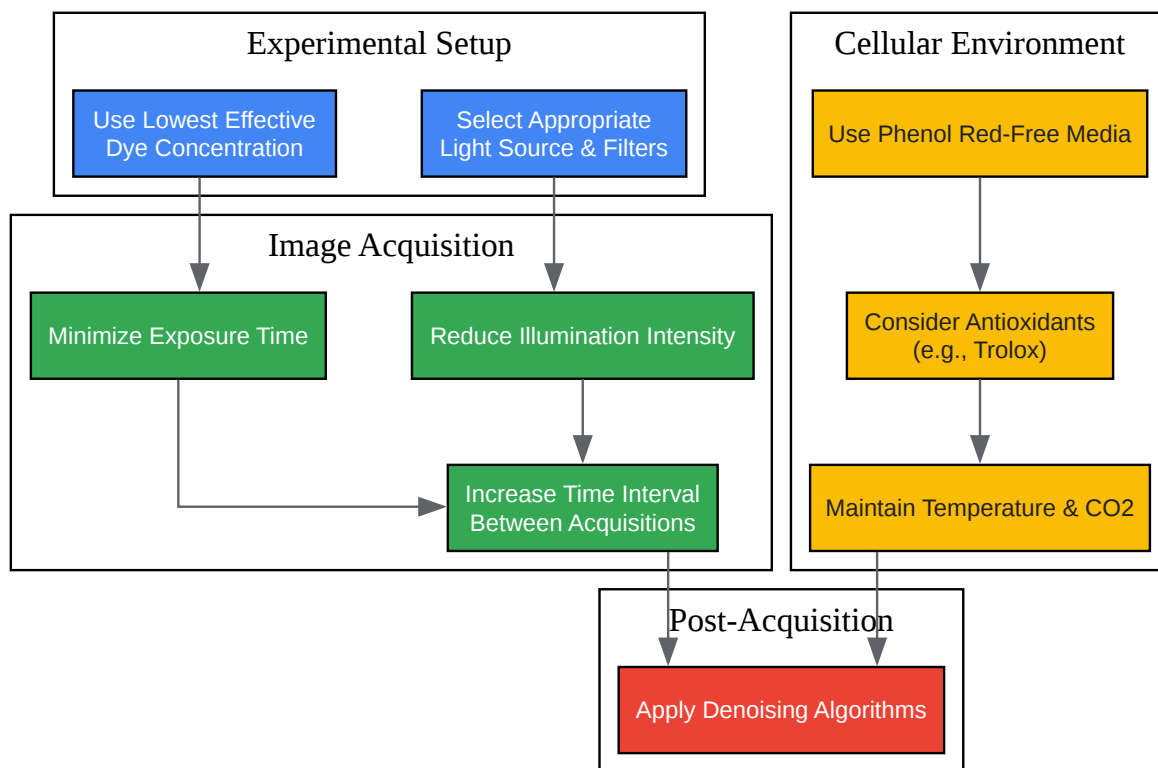 Experimental Setup
Use Lowest Effective
Dye Concentration
Select Appropriate
Light Source & Filters
Image Acquisition
Minimize Exposure Time
Reduce Illumination Intensity
Increase Time Interval
Between Acquisitions
Cellular Environment
Use Phenol Red-Free Media
Consider Antioxidants
(e.g., Trolox)
Maintain Temperature & CO2
Post-Acquisition
Apply Denoising Algorithms